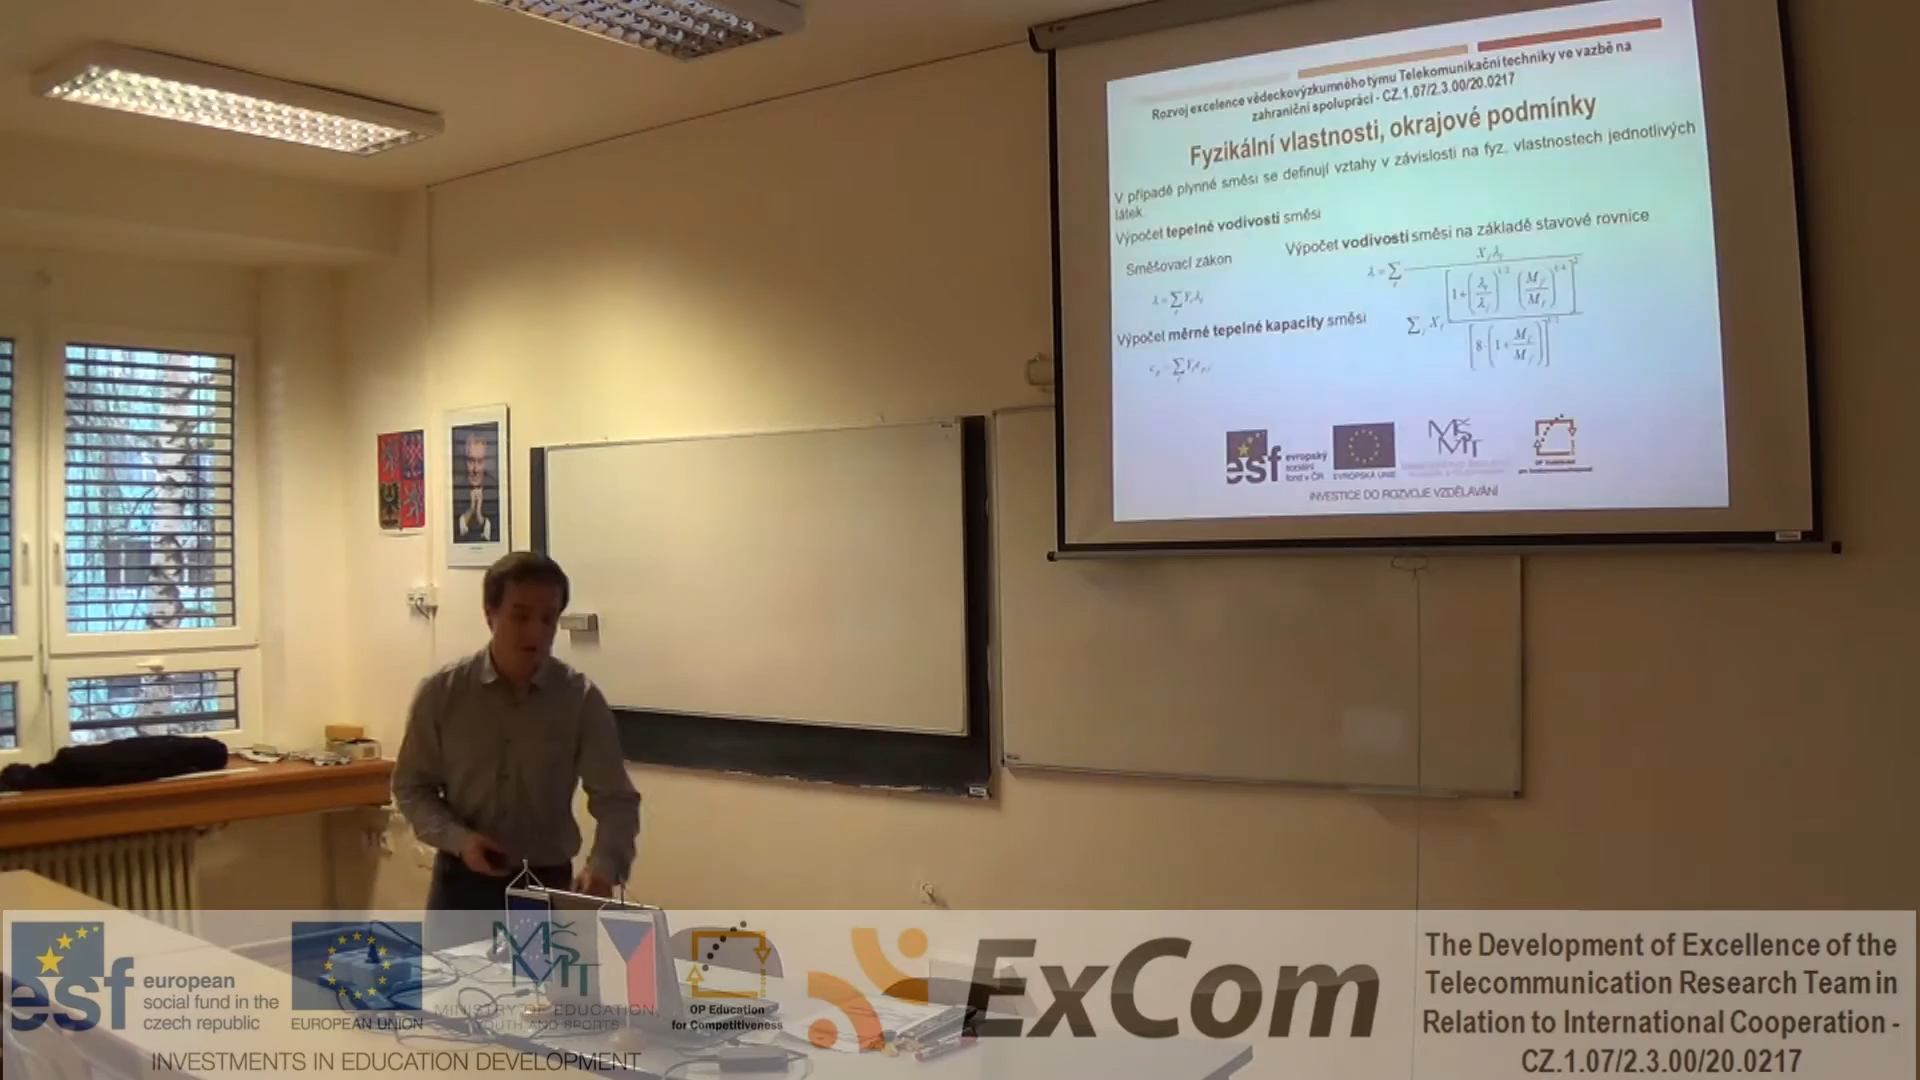 Rozvoj excelence vědeckovýzkumného týmu Telekomunikační techniky ve vazbě na
zahraniční spolupráci - CZ.1.07/2.3.00/20.0217
Fyzikální vlastnosti, okrajové podmínky
V případě plynné směsi se definují vztahy v závislosti na fyz. vlastnostech jednotlivých
látek.
Výpočet tepelné vodivosti směsi
Výpočet vodivosti směsi na základě stavové rovnice
Směšovací zákon
Výpočet měrné tepelné kapacity směsi
esf
evropský
sociální
fond v ČR
EVROPSKÁ UNIE
MŠMT
INVESTICE DO ROZVOJE VZDĚLÁVÁNÍ
esf
european
social fund in the
czech republic
EUROPEAN UNION
MŠMT
MINISTRY OF EDUCATION,
YOUTH AND SPORTS
OP Education
for Competitiveness
INVESTMENTS IN EDUCATION DEVELOPMENT
ExCom
The Development of Excellence of the
Telecommunication Research Team in
Relation to International Cooperation -
CZ.1.07/2.3.00/20.0217